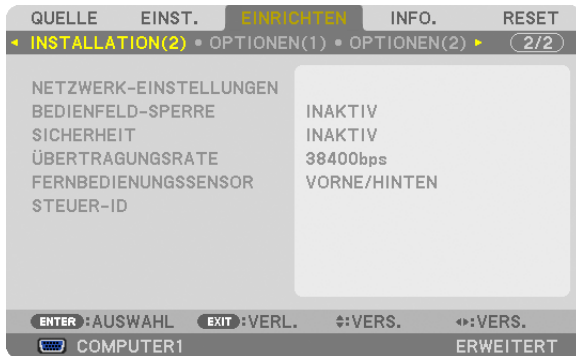 QUELLE EINST. EINRICHTEN INFO. RESET
◄ INSTALLATION(2) • OPTIONEN(1) • OPTIONEN(2) ► 2/2
NETZWERK-EINSTELLUNGEN
BEDIENFELD-SPERRE INAKTIV
SICHERHEIT INAKTIV
ÜBERTRAGUNGSRATE 38400bps
FERNBEDIENUNGSSENSOR VORNE/HINTEN
STEUER-ID
ENTER:AUSWAHL EXIT:VERL. :VERS. :VERS.
COMPUTER1 ERWEITERT